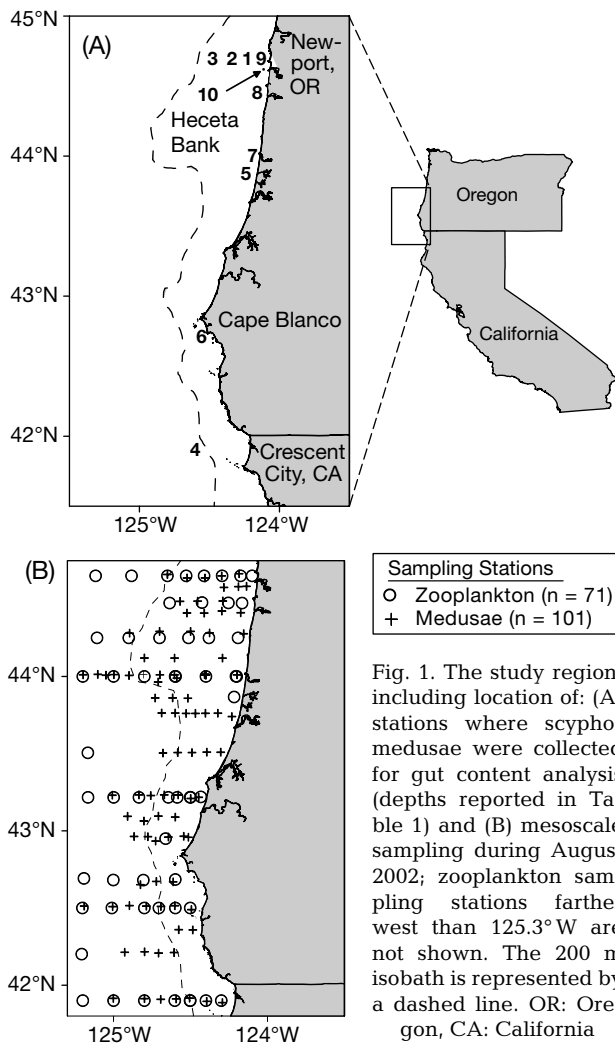 45°N
(A)
3 2 1 9
New-
port,
OR
10
8
Heceta
Bank
44°N
7
5
Oregon
43°N
Cape Blanco
6
California
42°N
4
Crescent
City, CA
125°W 124°W
(B)
Sampling Stations
Zooplankton (n = 71)
+ Medusae (n = 101)
44°N
43°N
42°N
125°W 124°W
Fig. 1. The study region,
including location of: (A)
stations where scypho-
medusae were collected
for gut content analysis
(depths reported in Ta-
ble 1) and (B) mesoscale
sampling during August
2002; zooplankton sam-
pling stations farther
west than 125.3° W are
not shown. The 200 m
isobath is represented by
a dashed line. OR: Ore-
gon, CA: California